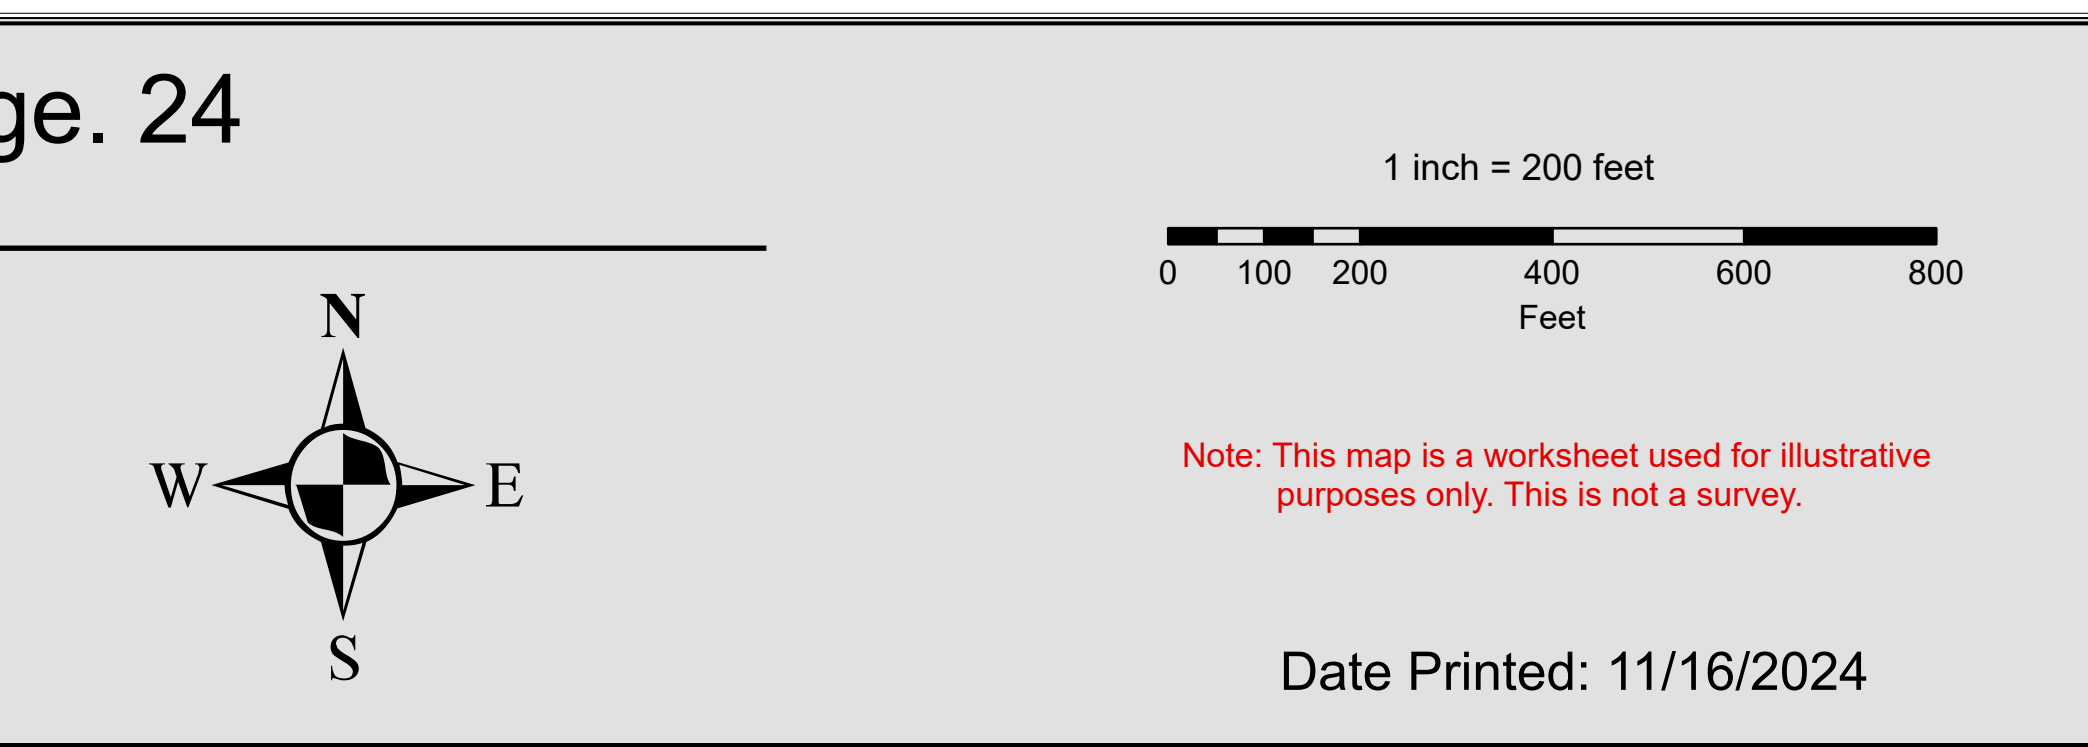 ge. 24
1 inch = 200 feet
0 100 200 400 600 800
Feet
N
W E
S
Note: This map is a worksheet used for illustrative
purposes only. This is not a survey.
Date Printed: 11/16/2024